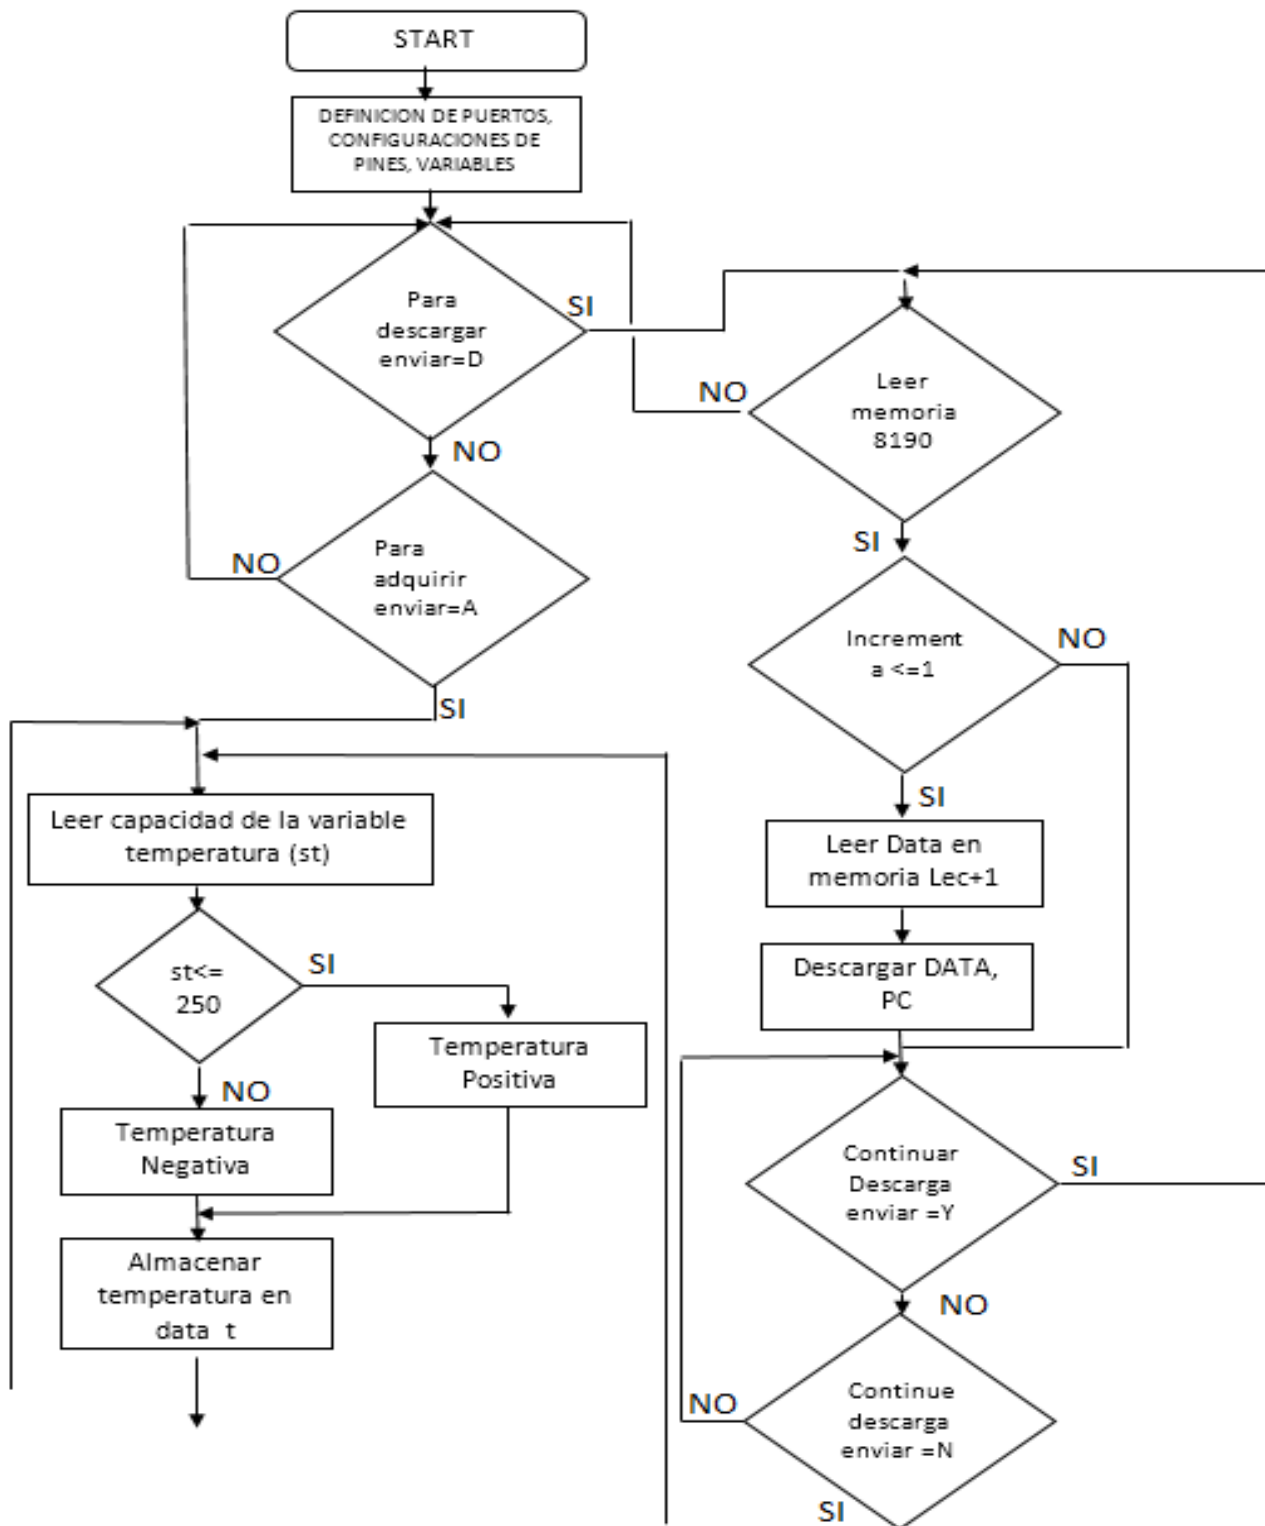 START
DEFINICION DE PUERTOS,
CONFIGURACIONES DE
PINES, VARIABLES
Para
descargar
enviar=D
SI
NO
Para
adquirir
enviar=A
NO
SI
Leer capacidad de la variable
temperatura (st)
st<=
250
SI
NO
Temperatura
Positiva
Temperatura
Negativa
Almacenar
temperatura en
data t
Leer
memoria
8190
NO
SI
Increment
a <=1
NO
SI
Leer Data en
memoria Lec+1
Descargar DATA,
PC
Continuar
Descarga
enviar =Y
SI
NO
Continue
descarga
enviar =N
NO
SI